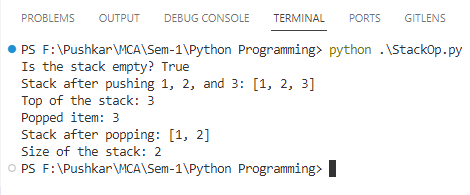 PROBLEMS OUTPUT DEBUG CONSOLE TERMINAL PORTS GITLENS
PS F:\Pushkar\MCA\Sem-1\Python Programming> python .\StackOp.py
Is the stack empty? True
Stack after pushing 1, 2, and 3: [1, 2, 3]
Top of the stack: 3
Popped item: 3
Stack after popping: [1, 2]
Size of the stack: 2
PS F:\Pushkar\MCA\Sem-1\Python Programming>